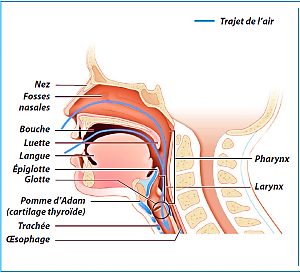 Trajet de l'air
Nez
Fosses
nasales
Bouche
Luette
Langue
Épiglotte
Glotte
Pomme d'Adam
(cartilage thyroïde)
Trachée
Œsophage
Pharynx
Larynx